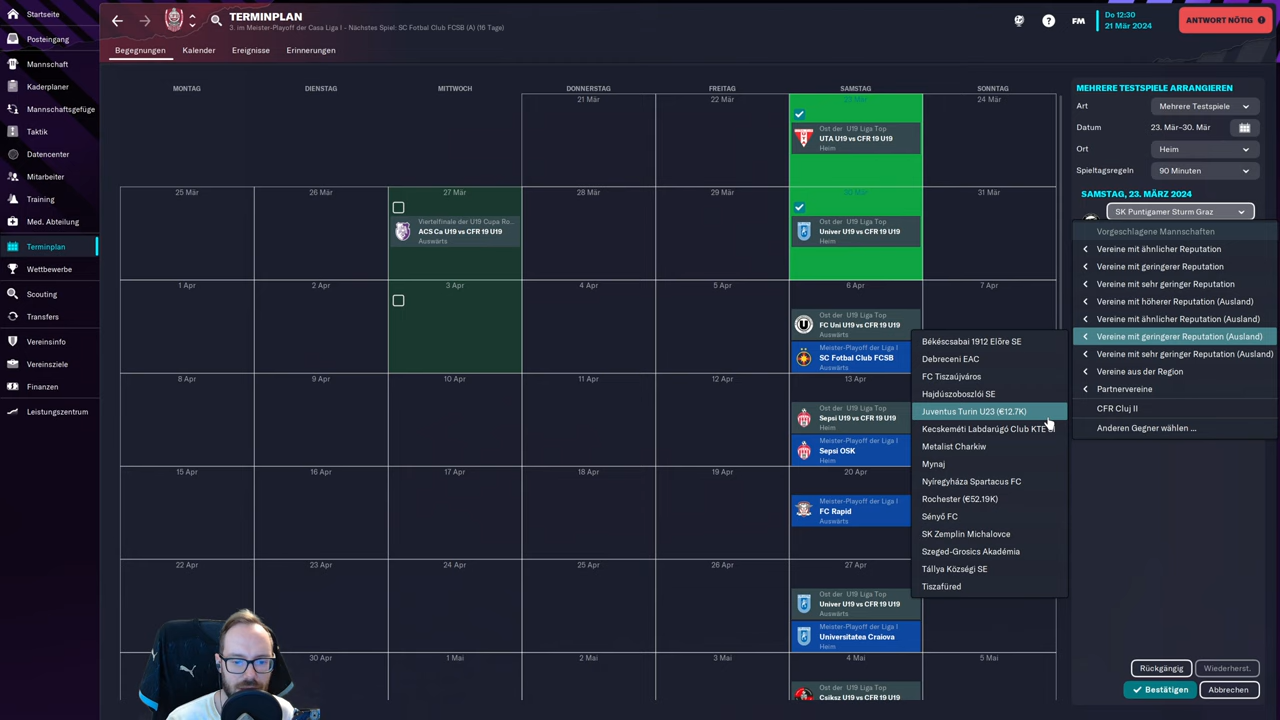 Startseite
Posteingang
Mannschaft
Kaderplaner
Mannschaftsgefüge
Taktik
Datencenter
Mitarbeiter
Training
Med. Abteilung
Terminplan
Wettbewerbe
Scouting
Transfers
Vereinsinfo
Vereinsziele
Finanzen
Leistungszentrum
TERMINPLAN
3. im Meister-Playoff der Casa Liga I - Nächstes Spiel: SC Fotbal Club FCSB (A) (16 Tage)
FM
Do 12:30
21 Mär 2024
ANTWORT NÖTIG
Begegnungen
Kalender
Ereignisse
Erinnerungen
MONTAG
DIENSTAG
MITTWOCH
DONNERSTAG
FREITAG
SAMSTAG
SONNTAG
21 Mär
22 Mär
23 Mär
24 Mär
Ost der U19 Liga Top
UTA U19 vs CFR 19 U19
Heim
25 Mär
26 Mär
27 Mär
28 Mär
29 Mär
30 Mär
31 Mär
Viertelfinale der U19 Cupa Ro...
ACS Ca U19 vs CFR 19 U19
Auswärts
Ost der U19 Liga Top
Univer U19 vs CFR 19 U19
Heim
1 Apr
2 Apr
3 Apr
4 Apr
5 Apr
6 Apr
7 Apr
Ost der U19 Liga Top
FC Uni U19 vs CFR 19 U19
Auswärts
Meister-Playoff der Liga I
SC Fotbal Club FCSB
Auswärts
8 Apr
9 Apr
10 Apr
11 Apr
12 Apr
13 Apr
Ost der U19 Liga Top
Sepsi U19 vs CFR 19 U19
Heim
Meister-Playoff der Liga I
Sepsi OSK
Heim
15 Apr
16 Apr
17 Apr
18 Apr
19 Apr
20 Apr
Meister-Playoff der Liga I
FC Rapid
Auswärts
22 Apr
23 Apr
24 Apr
25 Apr
26 Apr
27 Apr
28 Apr
Ost der U19 Liga Top
Univer U19 vs CFR 19 U19
Auswärts
Meister-Playoff der Liga I
Universitatea Craiova
Heim
30 Apr
1 Mai
2 Mai
3 Mai
4 Mai
5 Mai
Ost der U19 Liga Top
Csiksz U19 vs CFR 19 U19
MEHRERE TESTSPIELE ARRANGIEREN
Art
Mehrere Testspiele
Datum
23. Mär-30. Mär
Ort
Heim
Spieltagsregeln
90 Minuten
SAMSTAG, 23. MÄRZ 2024
SK Puntigamer Sturm Graz
Vorgeschlagene Mannschaften
Vereine mit ähnlicher Reputation
Vereine mit geringerer Reputation
Vereine mit sehr geringer Reputation
Vereine mit höherer Reputation (Ausland)
Vereine mit ähnlicher Reputation (Ausland)
Vereine mit geringerer Reputation (Ausland)
Vereine mit sehr geringer Reputation (Ausland)
Vereine aus der Region
Partnervereine
CFR Cluj II
Anderen Gegner wählen ...
Békéscsabai 1912 Előre SE
Debreceni EAC
FC Tiszaújváros
Hajdúszoboszlói SE
Juventus Turin U23 (€12.7K)
Kecskeméti Labdarúgó Club KTE
Metalist Charkiw
Mynaj
Nyíregyháza Spartacus FC
Rochester (€52.19K)
Sényő FC
SK Zemplin Michalovce
Szeged-Grosics Akadémia
Tállya Községi SE
Tiszafüred
Rückgängig
Wiederherst.
Bestätigen
Abbrechen